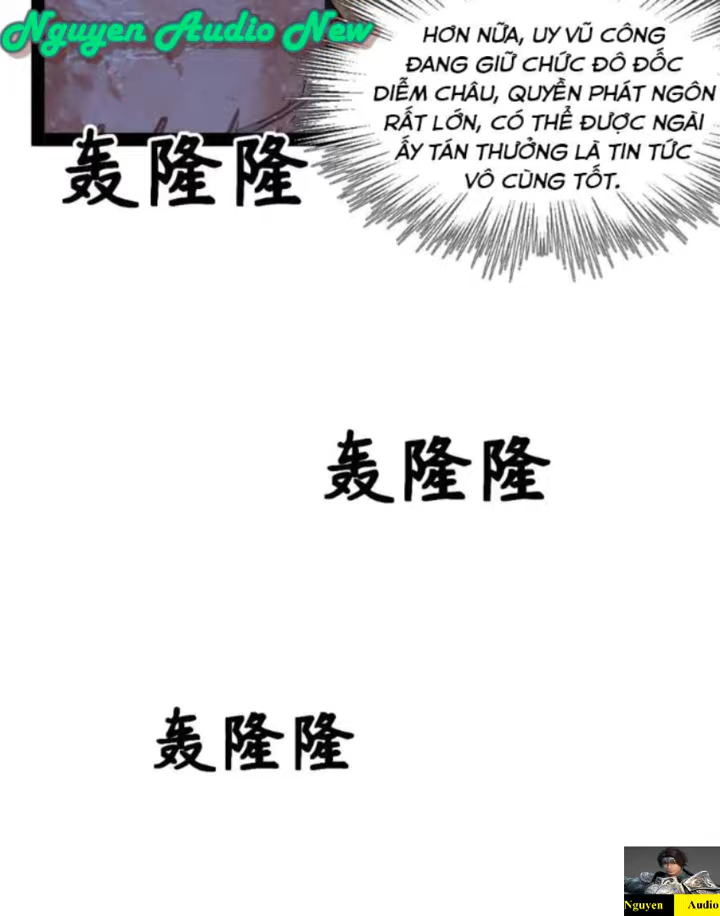 Nguyen Audio New
HƠN NỮA, UY VŨ CÔNG
ĐANG GIỮ CHỨC ĐÔ ĐỐC
DIỄM CHÂU, QUYỀN PHÁT NGÔN
RẤT LỚN, CÓ THỂ ĐƯỢC NGÀI
ẤY TÁN THƯỞNG LÀ TIN TỨC
VÔ CÙNG TỐT.
轰隆隆
轰隆隆
轰隆隆
Nguyen Audio